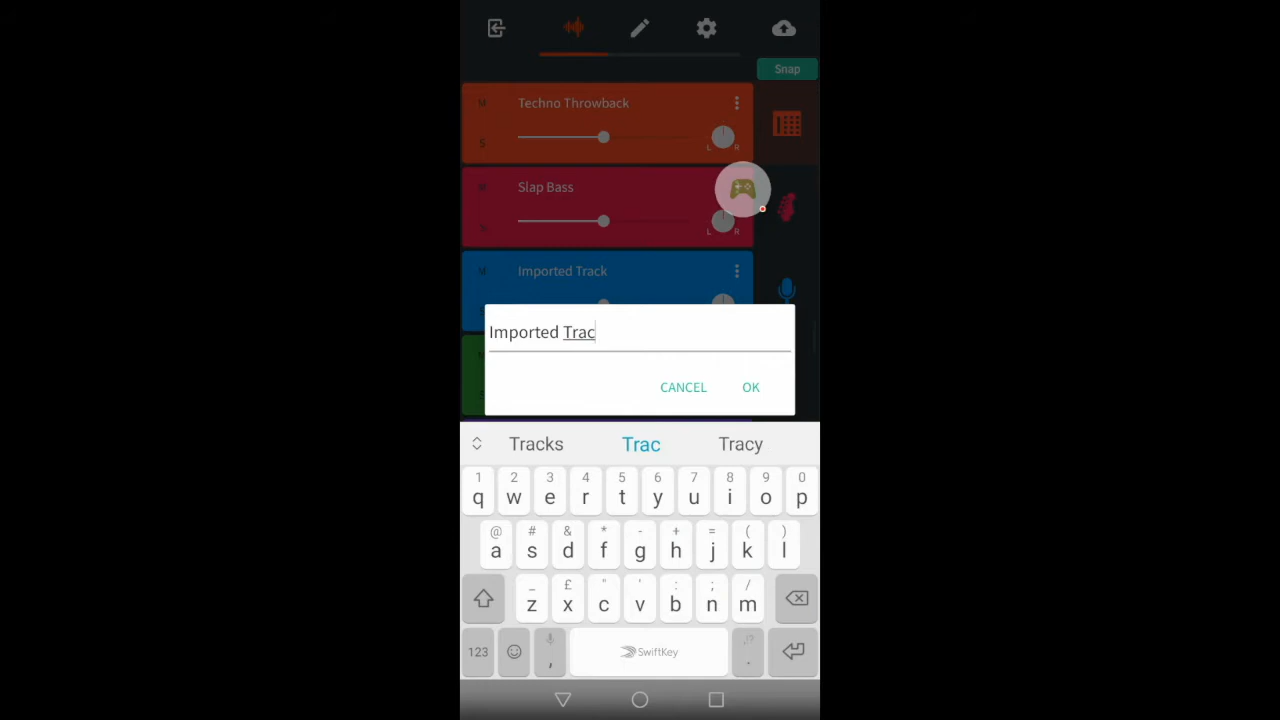 Snap
M Techno Throwback
S L R
M Slap Bass
S L R
M Imported Track
Imported Trac
CANCEL OK
Tracks Trac Tracy
1 2 3 4 5 6 7 8 9 0
q w e r t y u i o p
@ # & * - + = ( )
a s d f g h j k l
_ £ " ' : ; /
z x c v b n m
,!?
123 , SwiftKey .